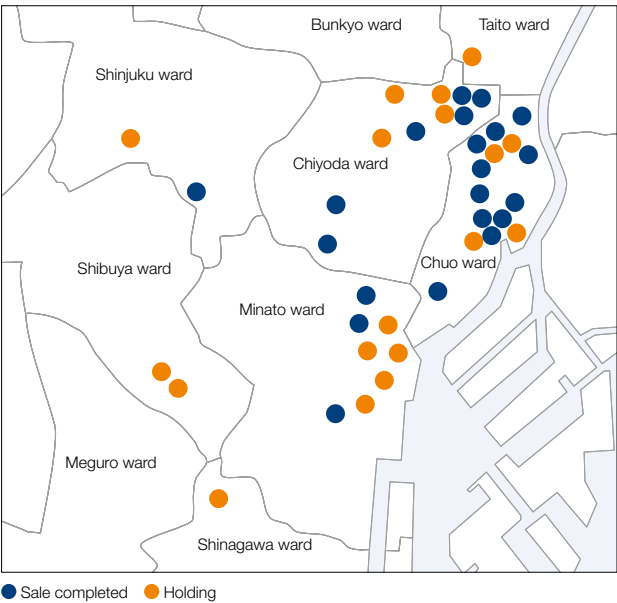 Bunkyo ward
Taito ward
Shinjuku ward
Chiyoda ward
Shibuya ward
Chuo ward
Minato ward
Meguro ward
Shinagawa ward
Sale completed
Holding